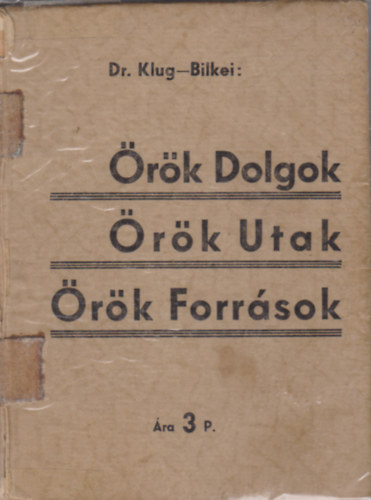 Dr. Klug—Bilkei:
Örök Dolgok
Örök Utak
Örök Források
Ára 3 P.